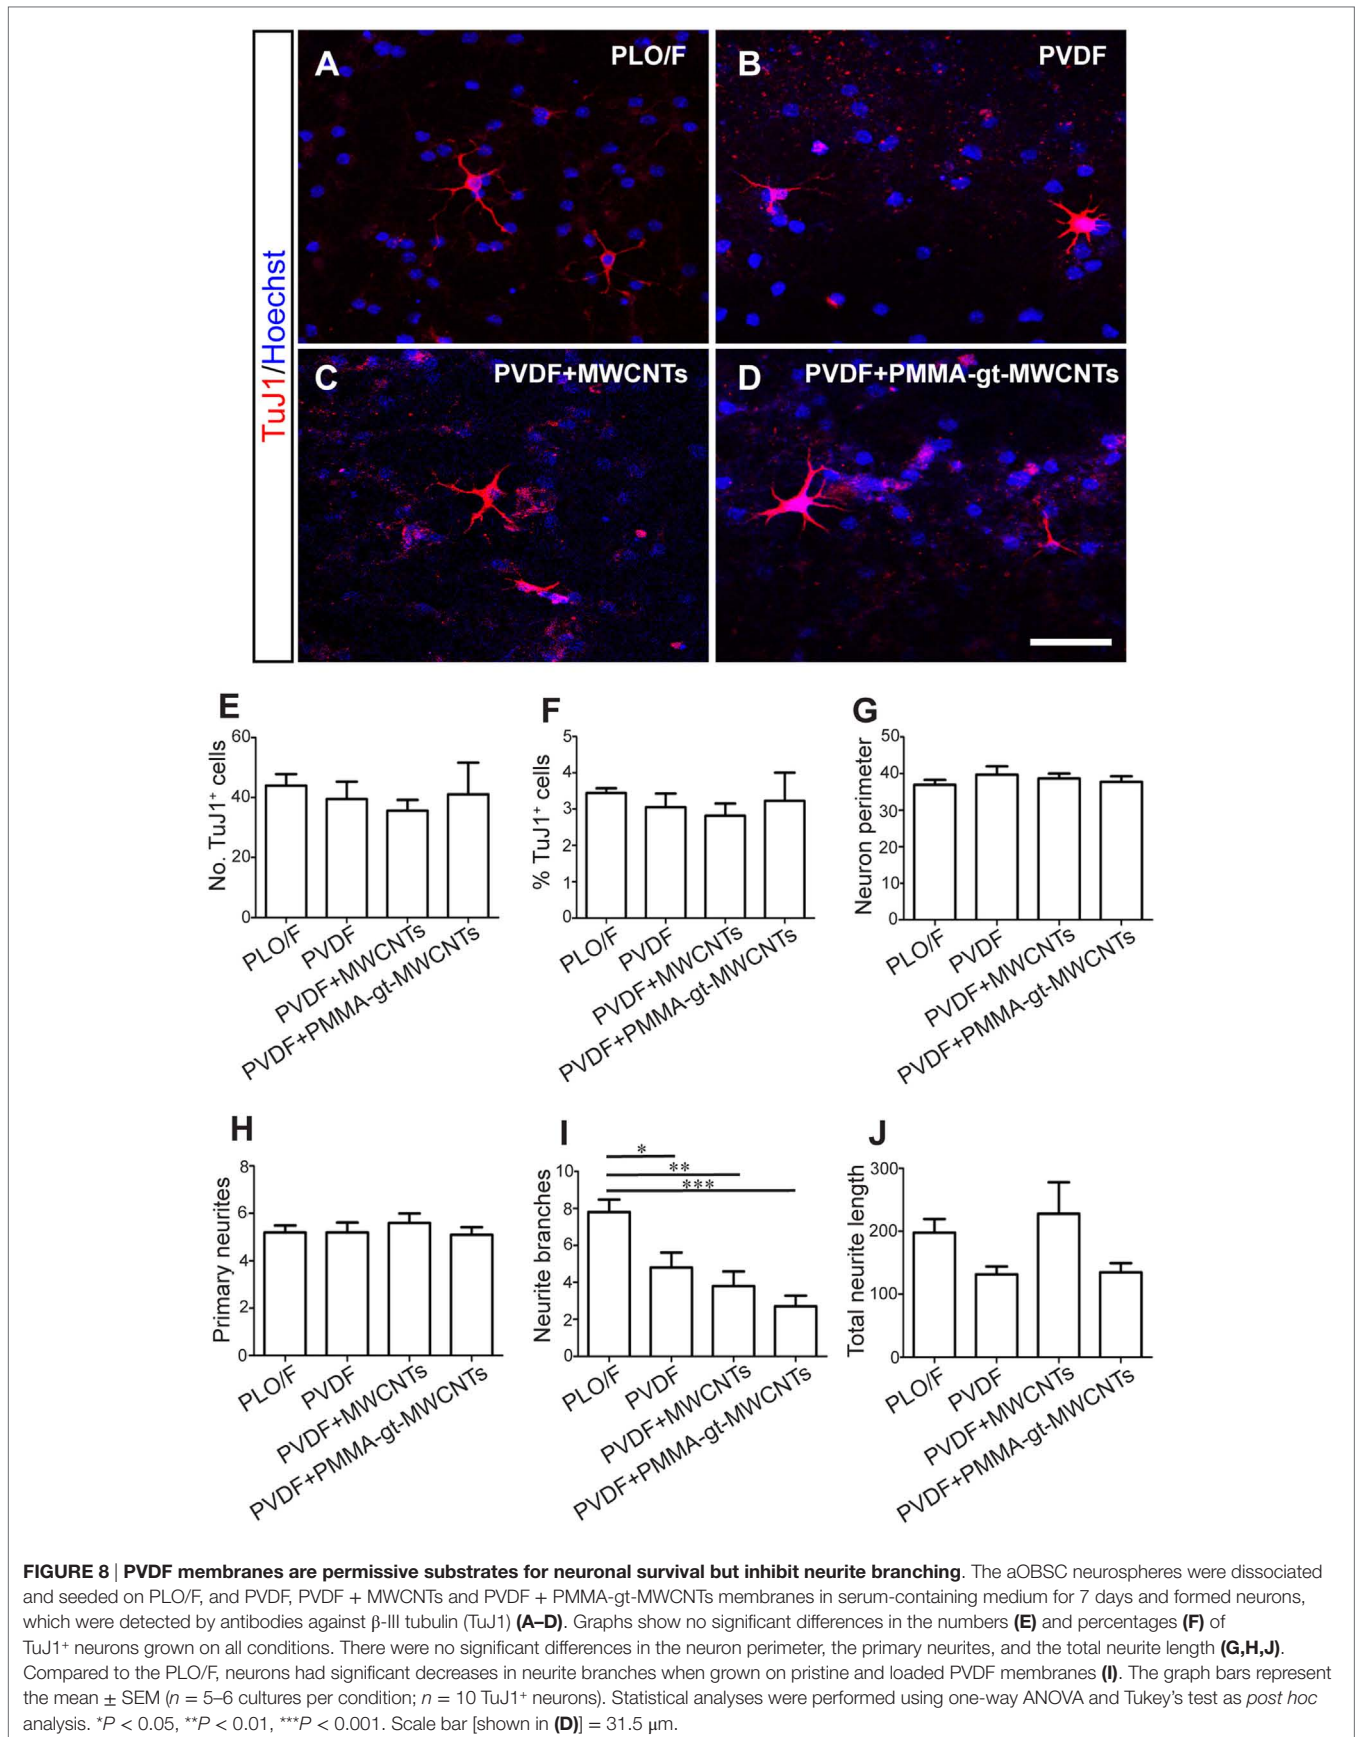 TuJ1/Hoechst
A PLO/F
B PVDF
C PVDF+MWCNTs
D PVDF+PMMA-gt-MWCNTs
E
No. TuJ1⁺ cells
60
40
20
0
PLO/F
PVDF
PVDF+MWCNTs
PVDF+PMMA-gt-MWCNTs
F
% TuJ1⁺ cells
5
4
3
2
1
0
PLO/F
PVDF
PVDF+MWCNTs
PVDF+PMMA-gt-MWCNTs
G
Neuron perimeter
50
40
30
20
10
0
PLO/F
PVDF
PVDF+MWCNTs
PVDF+PMMA-gt-MWCNTs
H
Primary neurites
8
6
4
2
0
PLO/F
PVDF
PVDF+MWCNTs
PVDF+PMMA-gt-MWCNTs
I
Neurite branches
*
**
***
10
8
6
4
2
0
PLO/F
PVDF
PVDF+MWCNTs
PVDF+PMMA-gt-MWCNTs
J
Total neurite length
300
200
100
0
PLO/F
PVDF
PVDF+MWCNTs
PVDF+PMMA-gt-MWCNTs
FIGURE 8 | PVDF membranes are permissive substrates for neuronal survival but inhibit neurite branching. The aOBSC neurospheres were dissociated
and seeded on PLO/F, and PVDF, PVDF + MWCNTs and PVDF + PMMA-gt-MWCNTs membranes in serum-containing medium for 7 days and formed neurons,
which were detected by antibodies against β-III tubulin (TuJ1) (A–D). Graphs show no significant differences in the numbers (E) and percentages (F) of
TuJ1⁺ neurons grown on all conditions. There were no significant differences in the neuron perimeter, the primary neurites, and the total neurite length (G,H,J).
Compared to the PLO/F, neurons had significant decreases in neurite branches when grown on pristine and loaded PVDF membranes (I). The graph bars represent
the mean ± SEM (n = 5–6 cultures per condition; n = 10 TuJ1⁺ neurons). Statistical analyses were performed using one-way ANOVA and Tukey's test as post hoc
analysis. *P < 0.05, **P < 0.01, ***P < 0.001. Scale bar [shown in (D)] = 31.5 μm.